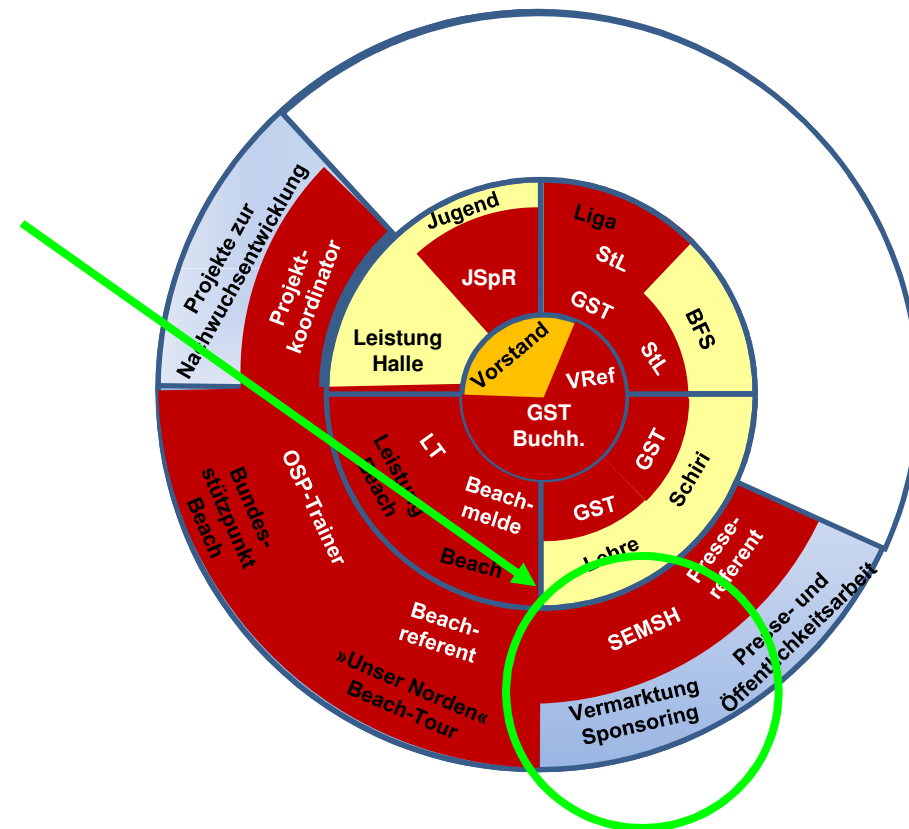 Projekte zur
Nachwuchsentwicklung
Projekt-
koordinator
Jugend
JSpR
Leistung
Halle
Liga
StL
GST
StL
BFS
Vorstand
VRef
GST
Buchh.
GST
Schiri
GST
Lehre
LT
Leistung
Beach
Beach-
melde
Beach
OSP-Trainer
Bundes-
stützpunkt
Beach
Beach-
referent
»Unser Norden«
Beach-Tour
Presse-
referent
SEMSH
Presse- und
Öffentlichkeitsarbeit
Vermarktung
Sponsoring